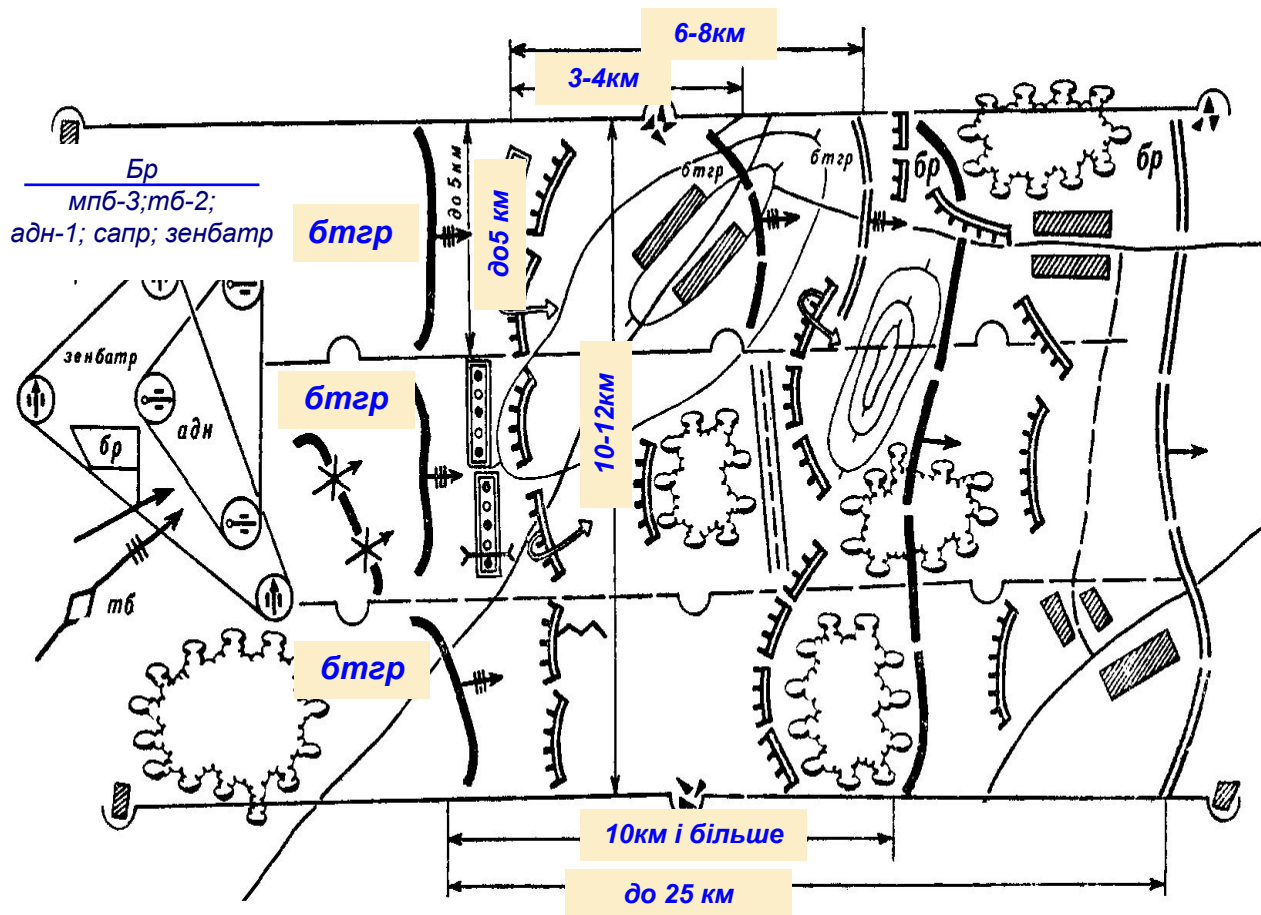 6-8км
3-4км
Бр
мпб-3;тб-2;
адн-1; сапр; зенбатр
бтгр
до 5 км
до5 км
бтгр
бтгр
бр
бр
зенбатр
адн
бр
бтгр
10-12км
тб
бтгр
10км і більше
до 25 км